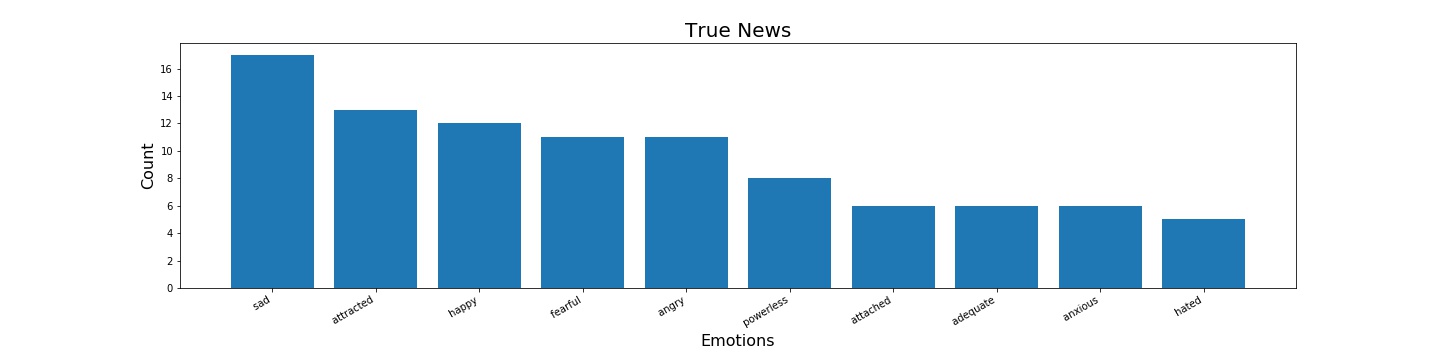 True News
Count
16
14
12
10
8
6
4
2
0
sad
attracted
happy
fearful
angry
powerless
attached
adequate
anxious
hated
Emotions